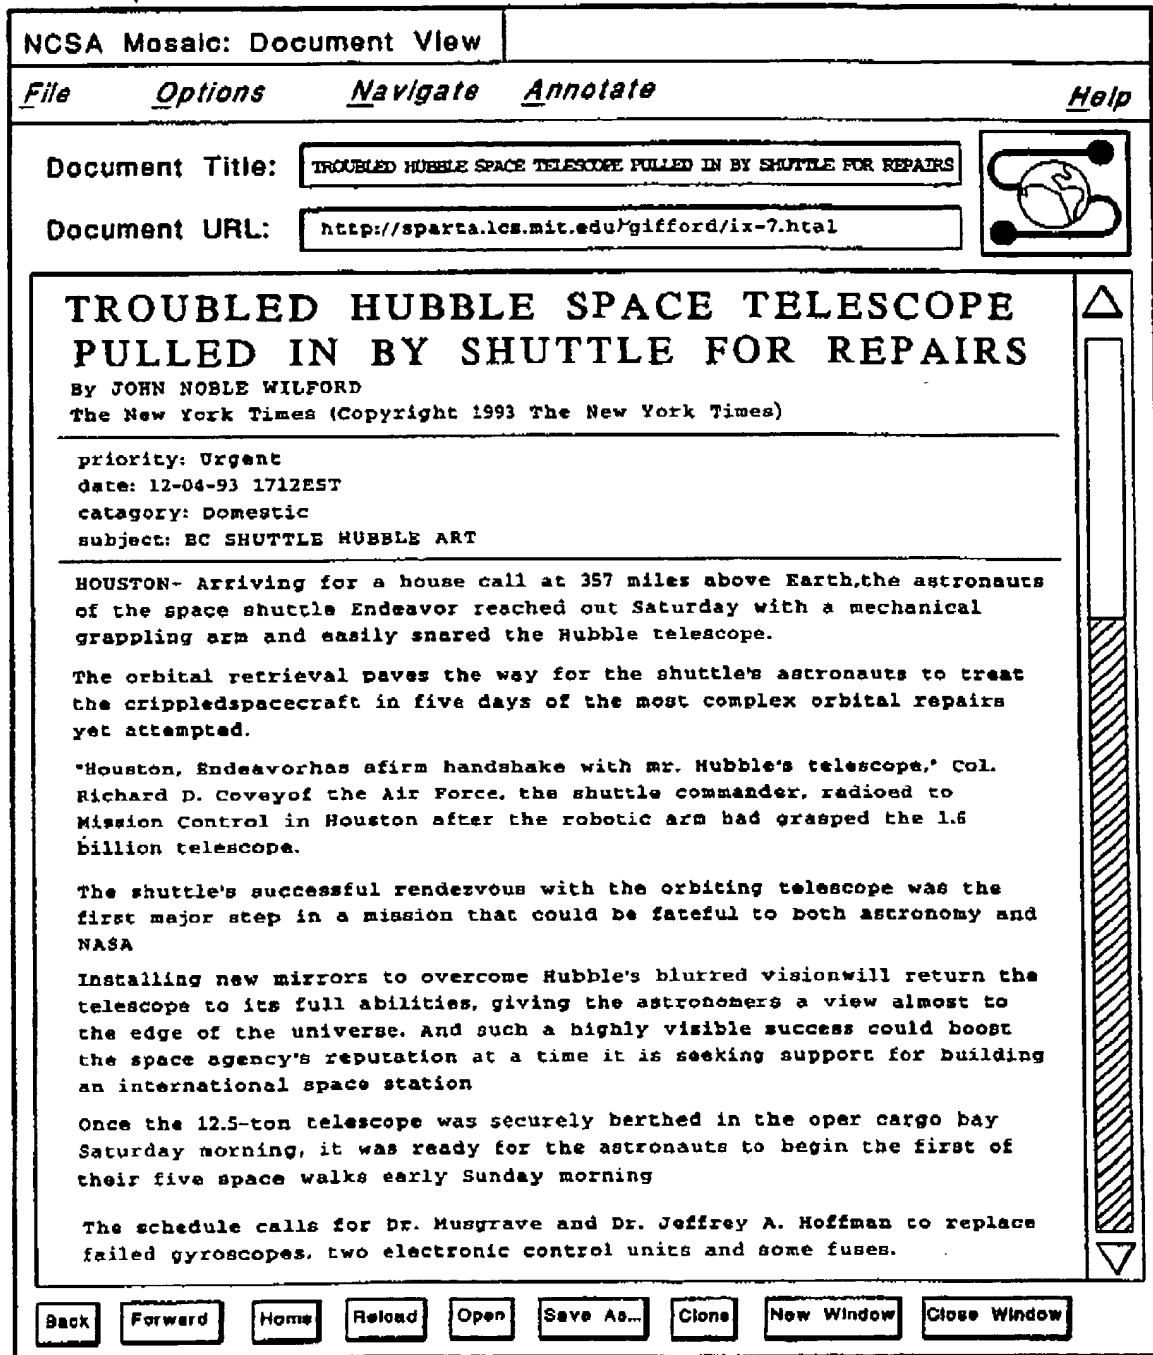 NCSA Mosaic: Document View
File Options Navigate Annotate Help
Document Title: TROUBLED HUBBLE SPACE TELESCOPE PULLED IN BY SHUTTLE FOR REPAIRS
Document URL: http://sparta.lcs.mit.edu/gifford/ix-7.htal
TROUBLED HUBBLE SPACE TELESCOPE
PULLED IN BY SHUTTLE FOR REPAIRS
By JOHN NOBLE WILFORD
The New York Times (Copyright 1993 The New York Times)
priority: Urgent
date: 12-04-93 1712EST
catagory: Domestic
subject: BC SHUTTLE HUBBLE ART
HOUSTON- Arriving for a house call at 357 miles above Earth,the astronauts
of the space shuttle Endeavor reached out Saturday with a mechanical
grappling arm and easily snared the Hubble telescope.
The orbital retrieval paves the way for the shuttle's astronauts to treat
the crippledspacecraft in five days of the most complex orbital repairs
yet attempted.
"Houston, Endeavorhas afirm handshake with mr. Hubble's telescope," Col.
Richard D. Coveyof the Air Force, the shuttle commander, radioed to
Mission Control in Houston after the robotic arm had grasped the 1.6
billion telescope.
The shuttle's successful rendezvous with the orbiting telescope was the
first major step in a mission that could be fateful to both astronomy and
NASA
Installing new mirrors to overcome Hubble's blurred visionwill return the
telescope to its full abilities, giving the astronomers a view almost to
the edge of the universe. And such a highly visible success could boost
the space agency's reputation at a time it is seeking support for building
an international space station
Once the 12.5-ton telescope was securely berthed in the oper cargo bay
Saturday morning, it was ready for the astronauts to begin the first of
their five space walks early Sunday morning
The schedule calls for Dr. Musgrave and Dr. Jeffrey A. Hoffman to replace
failed gyroscopes, two electronic control units and some fuses.
Back Forward Home Reload Open Save As... Clone New Window Close Window